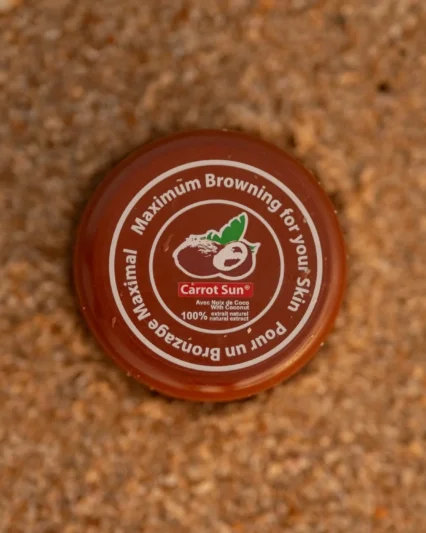 Maximum Browning for your Skin
Pour un Bronzage Maximal
Carrot Sun®
Avec Noix de Coco
With Coconut
100% extrait naturel
natural extract